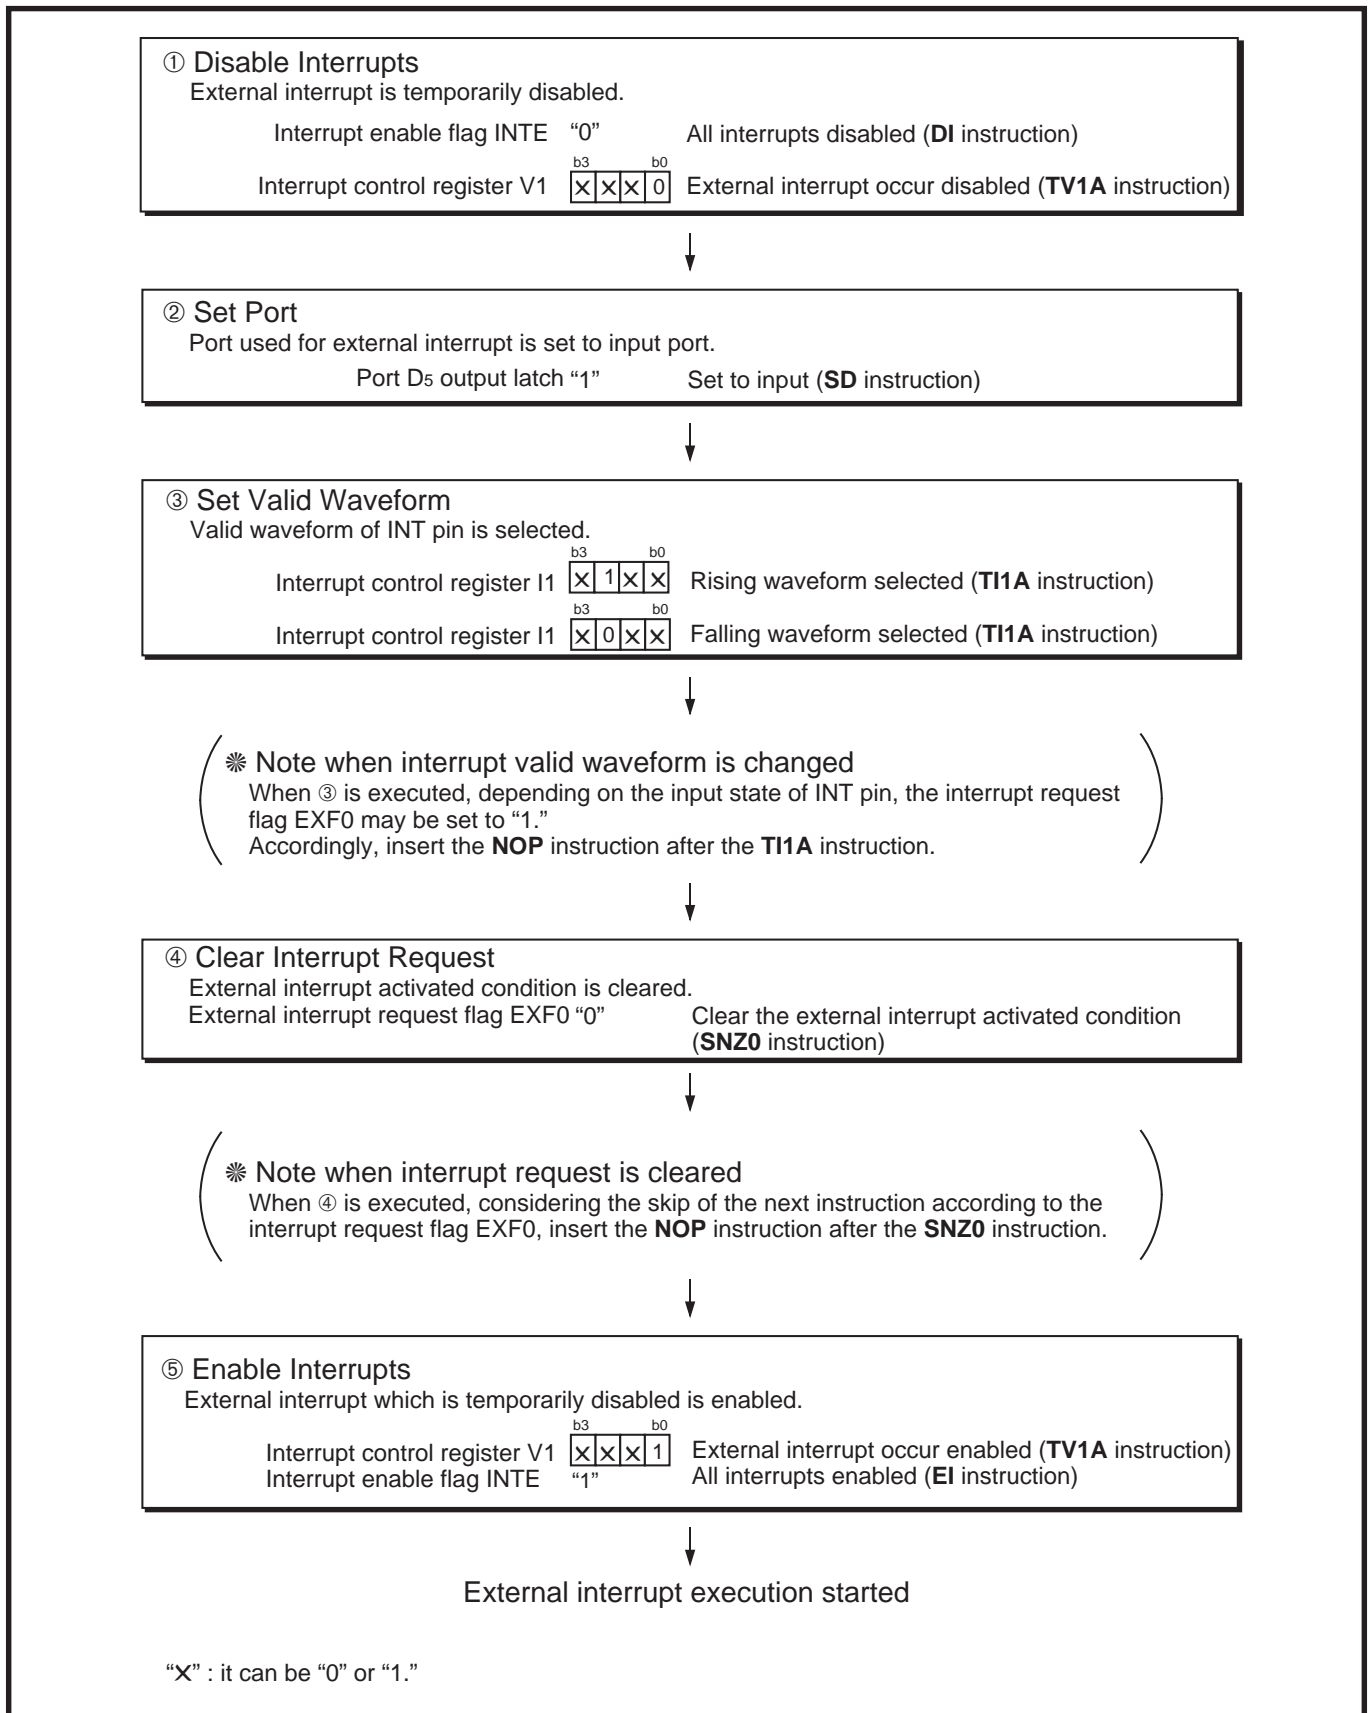 ① Disable Interrupts
External interrupt is temporarily disabled.
Interrupt enable flag INTE “0” All interrupts disabled (DI instruction)
b3 b0
Interrupt control register V1 ×××0 External interrupt occur disabled (TV1A instruction)
② Set Port
Port used for external interrupt is set to input port.
Port D5 output latch “1” Set to input (SD instruction)
③ Set Valid Waveform
Valid waveform of INT pin is selected.
b3 b0
Interrupt control register I1 ×1×× Rising waveform selected (TI1A instruction)
b3 b0
Interrupt control register I1 ×0×× Falling waveform selected (TI1A instruction)
❋ Note when interrupt valid waveform is changed
When ③ is executed, depending on the input state of INT pin, the interrupt request
flag EXF0 may be set to “1.”
Accordingly, insert the NOP instruction after the TI1A instruction.
④ Clear Interrupt Request
External interrupt activated condition is cleared.
External interrupt request flag EXF0 “0” Clear the external interrupt activated condition
(SNZ0 instruction)
❋ Note when interrupt request is cleared
When ④ is executed, considering the skip of the next instruction according to the
interrupt request flag EXF0, insert the NOP instruction after the SNZ0 instruction.
⑤ Enable Interrupts
External interrupt which is temporarily disabled is enabled.
b3 b0
Interrupt control register V1 ×××1 External interrupt occur enabled (TV1A instruction)
Interrupt enable flag INTE “1” All interrupts enabled (EI instruction)
External interrupt execution started
“×” : it can be “0” or “1.”